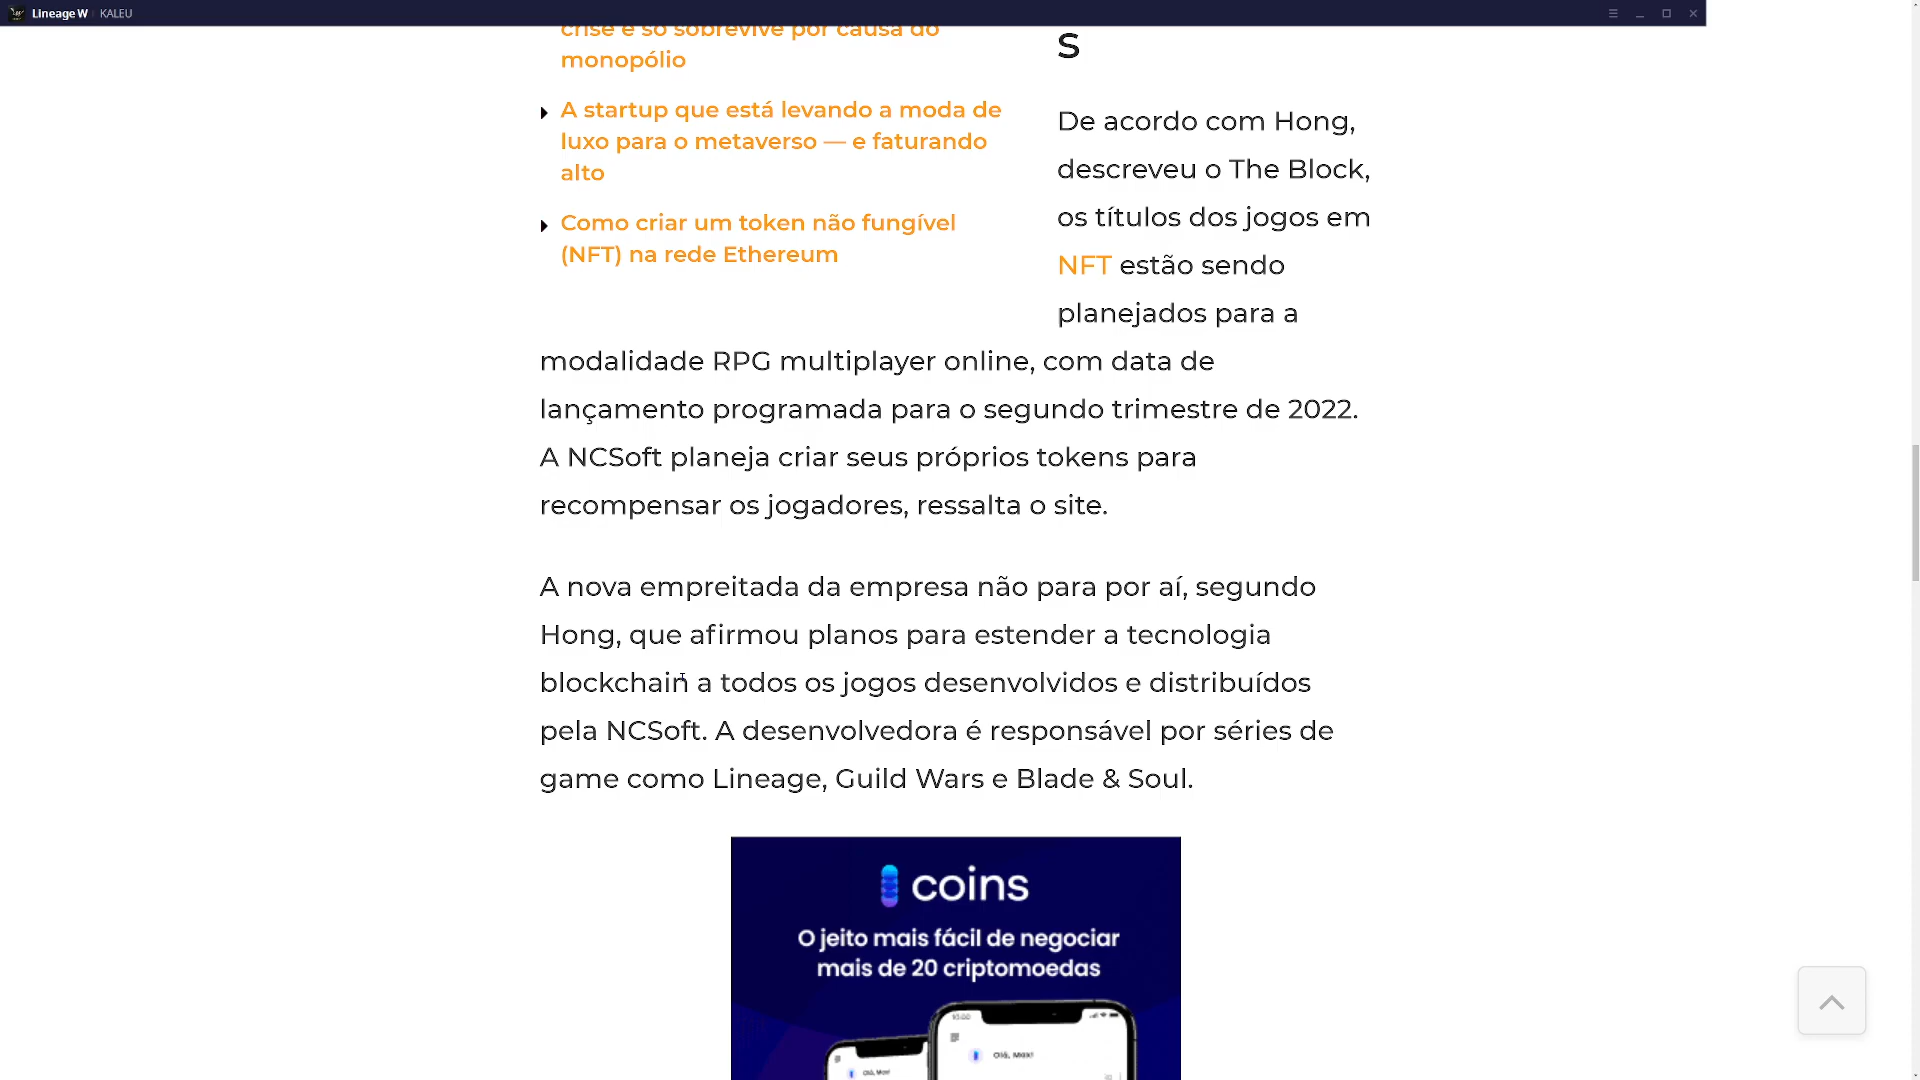 Lineage W KALEU
crise e só sobrevive por causa do
monopólio
A startup que está levando a moda de
luxo para o metaverso — e faturando
alto
Como criar um token não fungível
(NFT) na rede Ethereum
s
De acordo com Hong,
descreveu o The Block,
os títulos dos jogos em
NFT estão sendo
planejados para a
modalidade RPG multiplayer online, com data de
lançamento programada para o segundo trimestre de 2022.
A NCSoft planeja criar seus próprios tokens para
recompensar os jogadores, ressalta o site.
A nova empreitada da empresa não para por aí, segundo
Hong, que afirmou planos para estender a tecnologia
blockchain a todos os jogos desenvolvidos e distribuídos
pela NCSoft. A desenvolvedora é responsável por séries de
game como Lineage, Guild Wars e Blade & Soul.
coins
O jeito mais fácil de negociar
mais de 20 criptomoedas
10:00
Olá, Max!
Olá, Max!